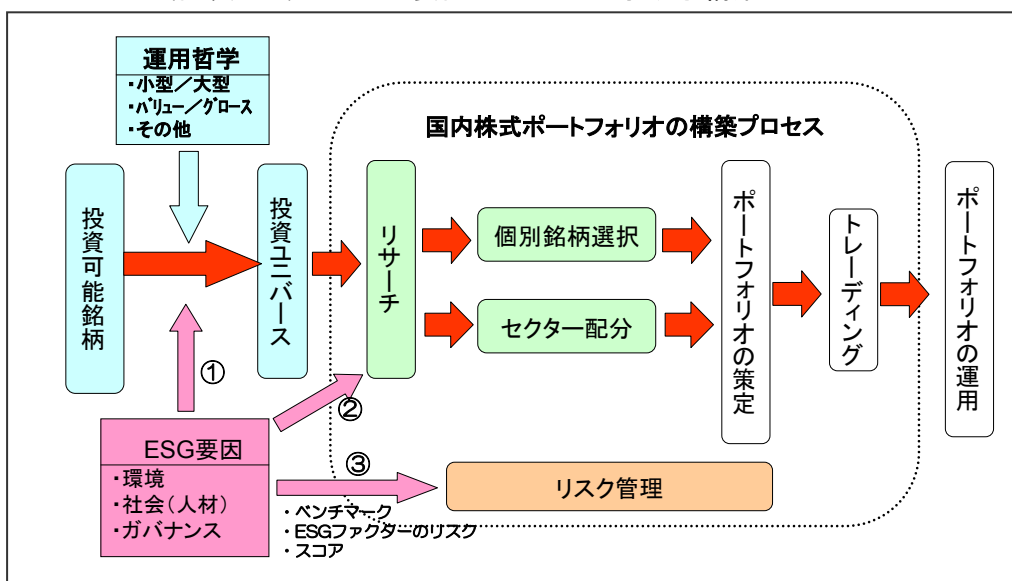 運用哲学
・小型／大型
・バリュー／グロース
・その他
国内株式ポートフォリオの構築プロセス
投資可能銘柄
投資ユニバース
リサーチ
個別銘柄選択
セクター配分
ポートフォリオの策定
トレーディング
ポートフォリオの運用
①
②
③
ESG要因
・環境
・社会（人材）
・ガバナンス
リスク管理
・ベンチマーク
・ESGファクターのリスク
・スコア